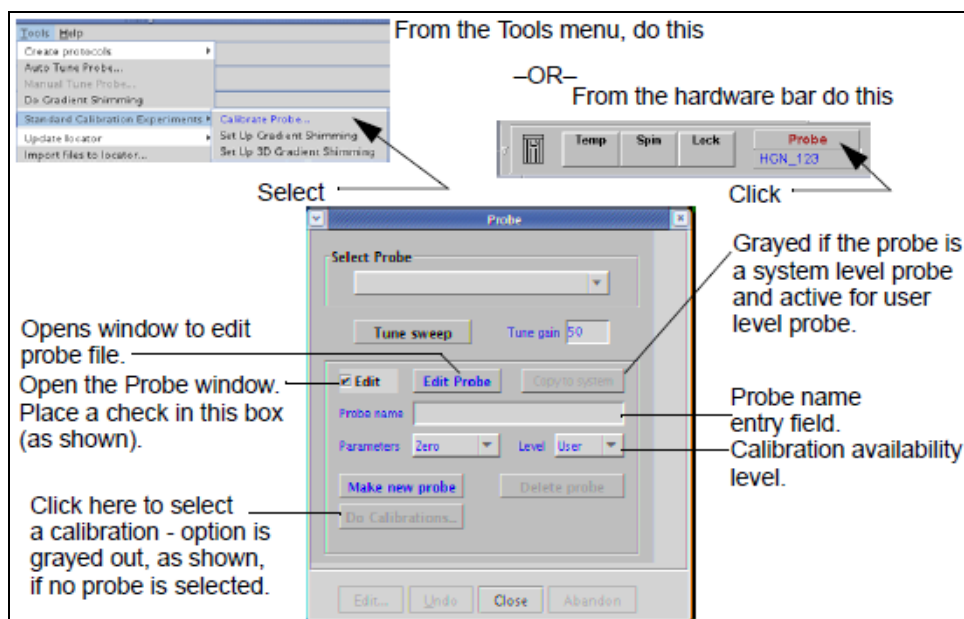 From the Tools menu, do this
Tools Help
Create protocols
Auto Tune Probe...
Manual Tune Probe...
Do Gradient Shimming
Standard Calibration Experiments
Update locator
Import files to locator...
Calibrate Probe...
Set Up Gradient Shimming
Set Up 3D Gradient Shimming
Select
–OR–
From the hardware bar do this
Temp Spin Lock Probe
HCN_123
Click
Probe
Select Probe
Tune sweep Tune gain 50
Edit Edit Probe Copy to system
Probe name
Parameters Zero Level User
Make new probe Delete probe
Do Calibrations...
Edit... Undo Close Abandon
Opens window to edit
probe file.
Open the Probe window.
Place a check in this box
(as shown).
Click here to select
a calibration - option is
grayed out, as shown,
if no probe is selected.
Grayed if the probe is
a system level probe
and active for user
level probe.
Probe name
entry field.
Calibration availability
level.